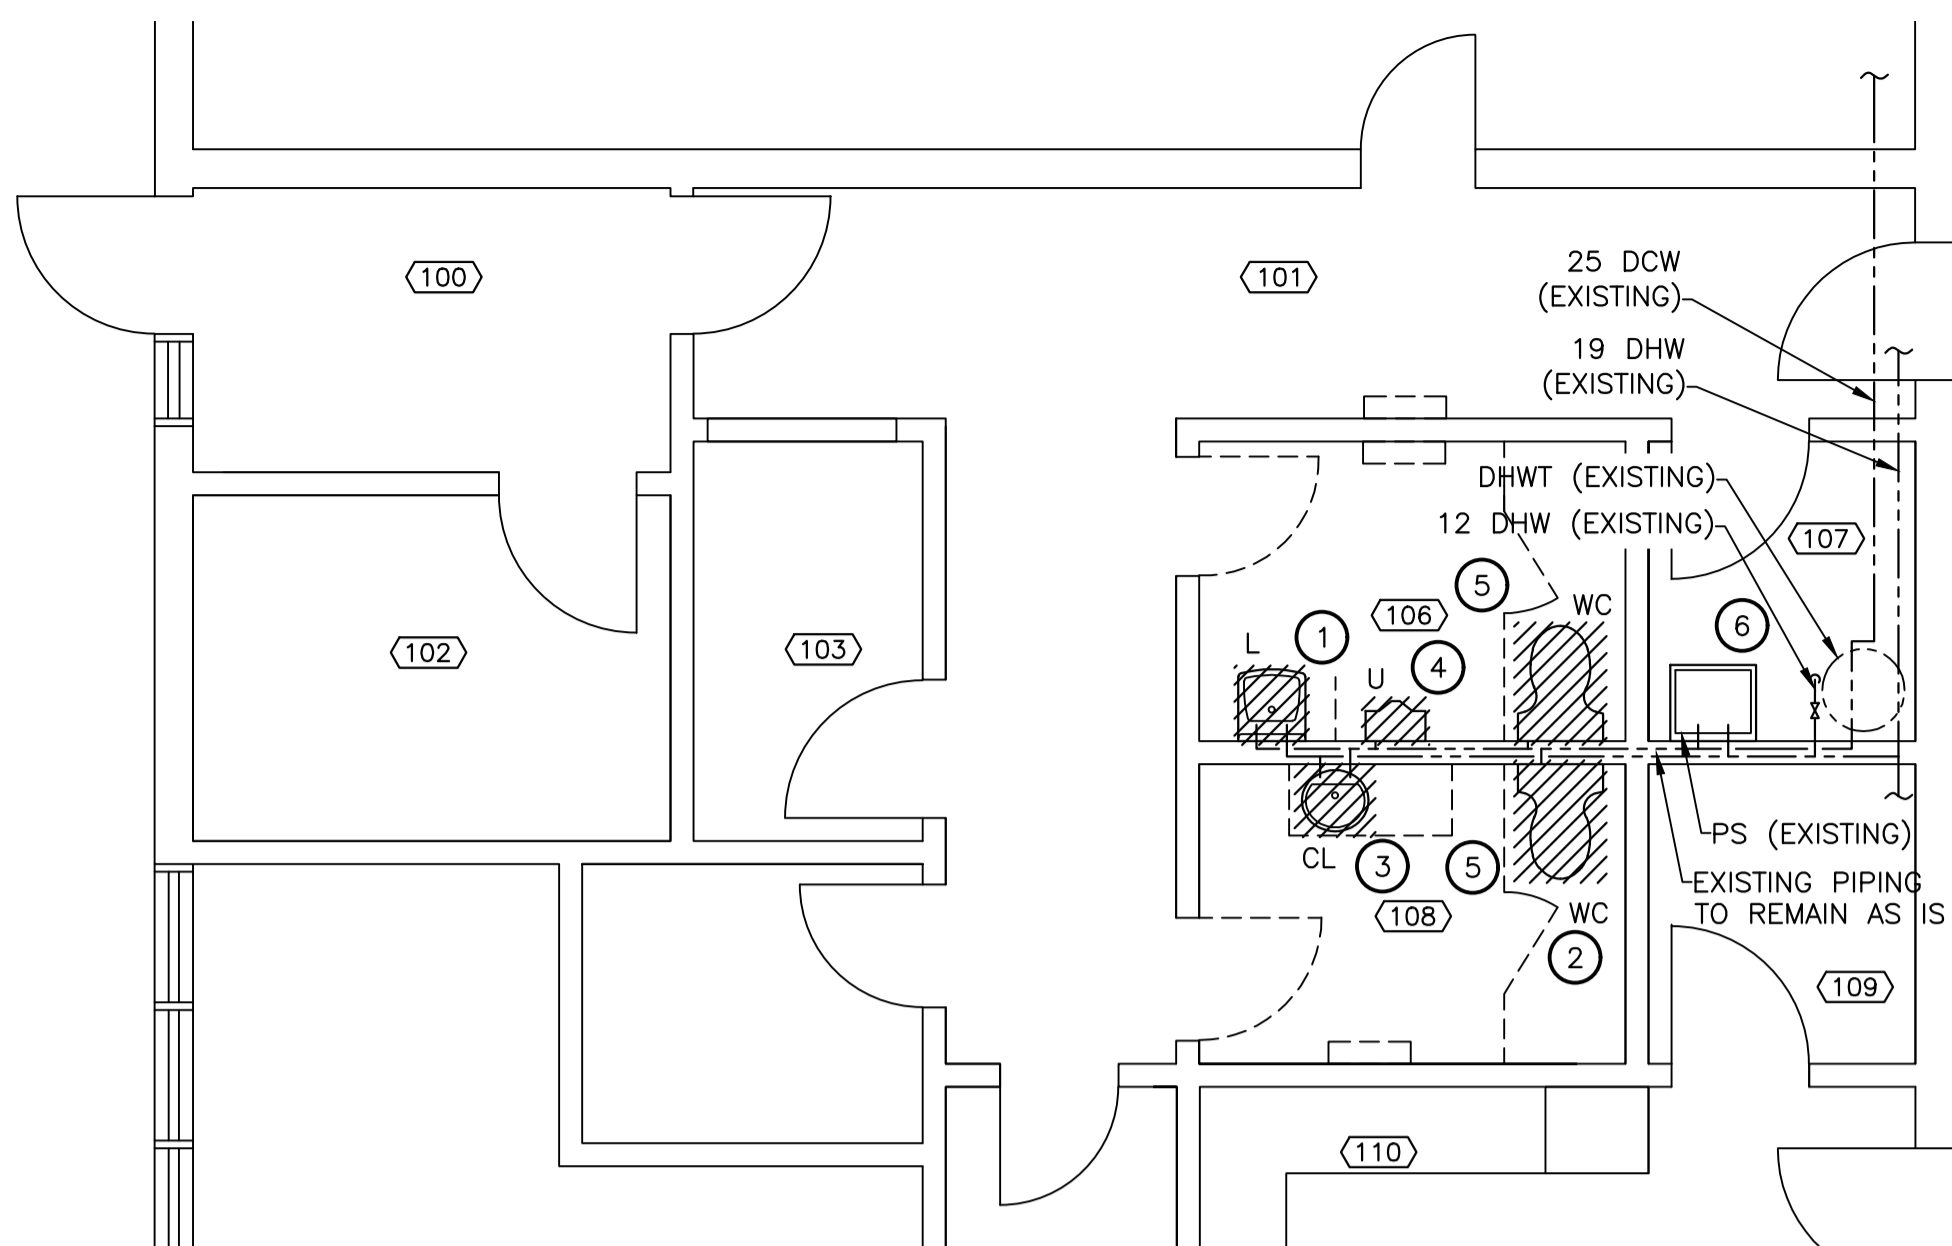 100
101
25 DCW
(EXISTING)
19 DHW
(EXISTING)
DHWT (EXISTING)
12 DHW (EXISTING)
107
5
106
WC
6
L
1
4
U
102
103
PS (EXISTING)
CL
3
5
EXISTING PIPING
TO REMAIN AS IS
108
WC
2
109
110